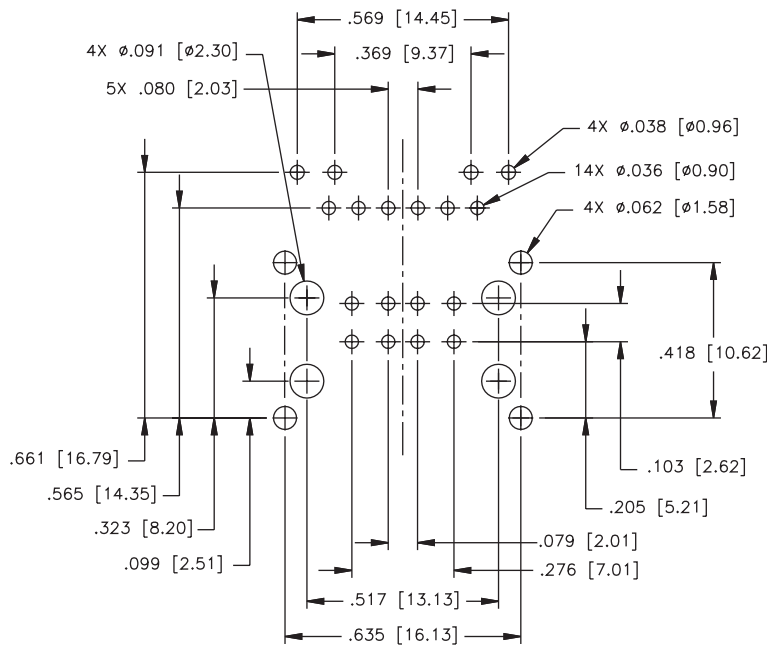 .569 [14.45]
4X ø.091 [ø2.30]
.369 [9.37]
5X .080 [2.03]
4X ø.038 [ø0.96]
14X ø.036 [ø0.90]
4X ø.062 [ø1.58]
.418 [10.62]
.661 [16.79]
.103 [2.62]
.565 [14.35]
.205 [5.21]
.323 [8.20]
.079 [2.01]
.099 [2.51]
.276 [7.01]
.517 [13.13]
.635 [16.13]